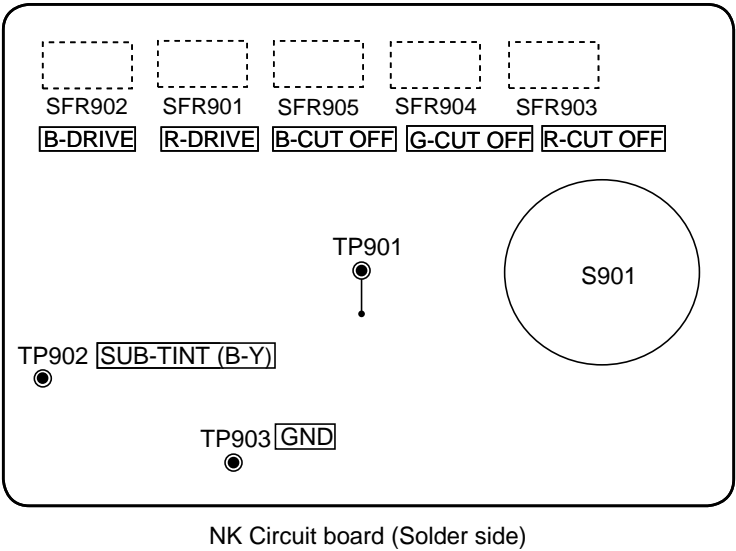 SFR902 SFR901 SFR905 SFR904 SFR903
B-DRIVE R-DRIVE B-CUT OFF G-CUT OFF R-CUT OFF
TP901
S901
TP902 SUB-TINT (B-Y)
TP903 GND
NK Circuit board (Solder side)